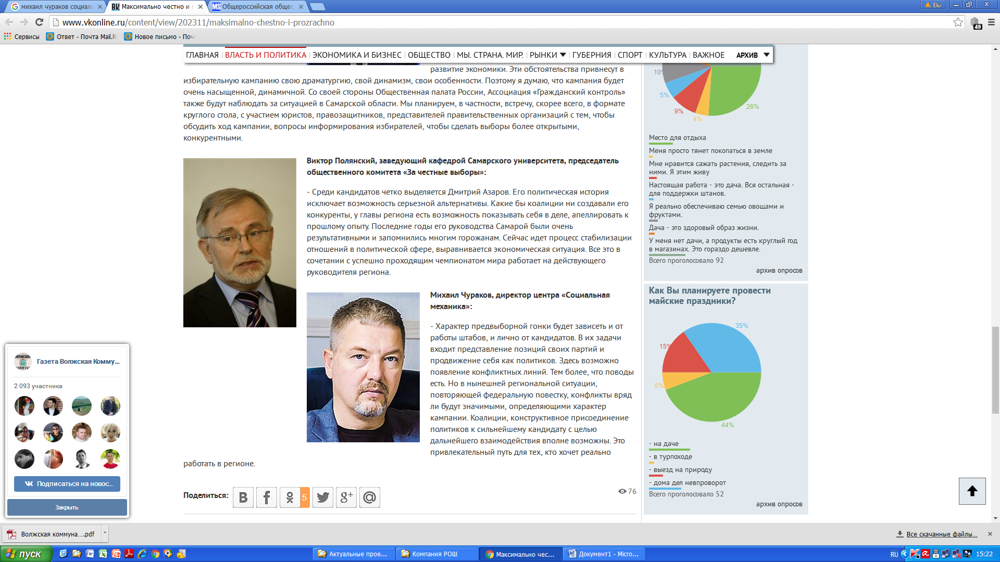 михаил чураков социаль
Максимально честно и п
Общероссийская общес
Вы
www.vkonline.ru/content/view/202311/maksimalno-chestno-i-prozrachno
49
Сервисы
Ответ - Почта Mail.R
Новое письмо - Поч
ГЛАВНАЯ
ВЛАСТЬ И ПОЛИТИКА
ЭКОНОМИКА И БИЗНЕС
ОБЩЕСТВО
МЫ. СТРАНА. МИР.
РЫНКИ
ГУБЕРНИЯ
СПОРТ
КУЛЬТУРА
ВАЖНОЕ
АРХИВ
развитие экономики. Эти обстоятельства привнесут в
избирательную кампанию свою драматургию, свой динамизм, свои особенности. Поэтому я думаю, что кампания будет
очень насыщенной, динамичной. Со своей стороны Общественная палата России, Ассоциация «Гражданский контроль»
также будут наблюдать за ситуацией в Самарской области. Мы планируем, в частности, встречу, скорее всего, в формате
круглого стола, с участием юристов, правозащитников, представителей правительственных организаций с тем, чтобы
обсудить ход кампании, вопросы информирования избирателей, чтобы сделать выборы более открытыми,
конкурентными.
Виктор Полянский, заведующий кафедрой Самарского университета, председатель
общественного комитета «За честные выборы»:
- Среди кандидатов четко выделяется Дмитрий Азаров. Его политическая история
исключает возможность серьезной альтернативы. Какие бы коалиции ни создавали его
конкуренты, у главы региона есть возможность показывать себя в деле, апеллировать к
прошлому опыту. Последние годы его руководства Самарой были очень
результативными и запомнились многим горожанам. Сейчас идет процесс стабилизации
отношений в политической сфере, выравнивается экономическая ситуация. Все это в
сочетании с успешно проходящим чемпионатом мира работает на действующего
руководителя региона.
Михаил Чураков, директор центра «Социальная
механика»:
- Характер предвыборной гонки будет зависеть и от
работы штабов, и лично от кандидатов. В их задачи
входит представление позиций своих партий и
продвижение себя как политиков. Здесь возможно
появление конфликтных линий. Тем более, что поводы
есть. Но в нынешней региональной ситуации,
повторяющей федеральную повестку, конфликты вряд
ли будут значимыми, определяющими характер
кампании. Коалиции, конструктивное присоединение
политиков к сильнейшему кандидату с целью
дальнейшего взаимодействия вполне возможны. Это
привлекательный путь для тех, кто хочет реально
работать в регионе.
Поделиться:
5
76
10%
5%
9%
4%
26%
Место для отдыха
Меня просто тянет покопаться в земле
Мне нравится сажать растения, следить за
ними. Я этим живу
Настоящая работа - это дача. Вся остальная -
для поддержки штанов.
Я реально обеспечиваю семью овощами и
фруктами.
Дача - это здоровый образ жизни.
У меня нет дачи, а продукты есть круглый год
в магазинах. Это гораздо дешевле.
Всего проголосовало 92
архив опросов
Как Вы планируете провести
майские праздники?
35%
15%
6%
44%
- на даче
- в турпоходе
- выезд на природу
- дома дел невпроворот
Всего проголосовало 52
архив опросов
Газета Волжская Комму...
2 093 участника
Подписаться на новос...
Закрыть
Волжская коммуна....pdf
Все скачанные файлы...
пуск
Актуальные прое...
Компания РОШ
Максимально чес...
Документ1 - Micro...
RU
15:22